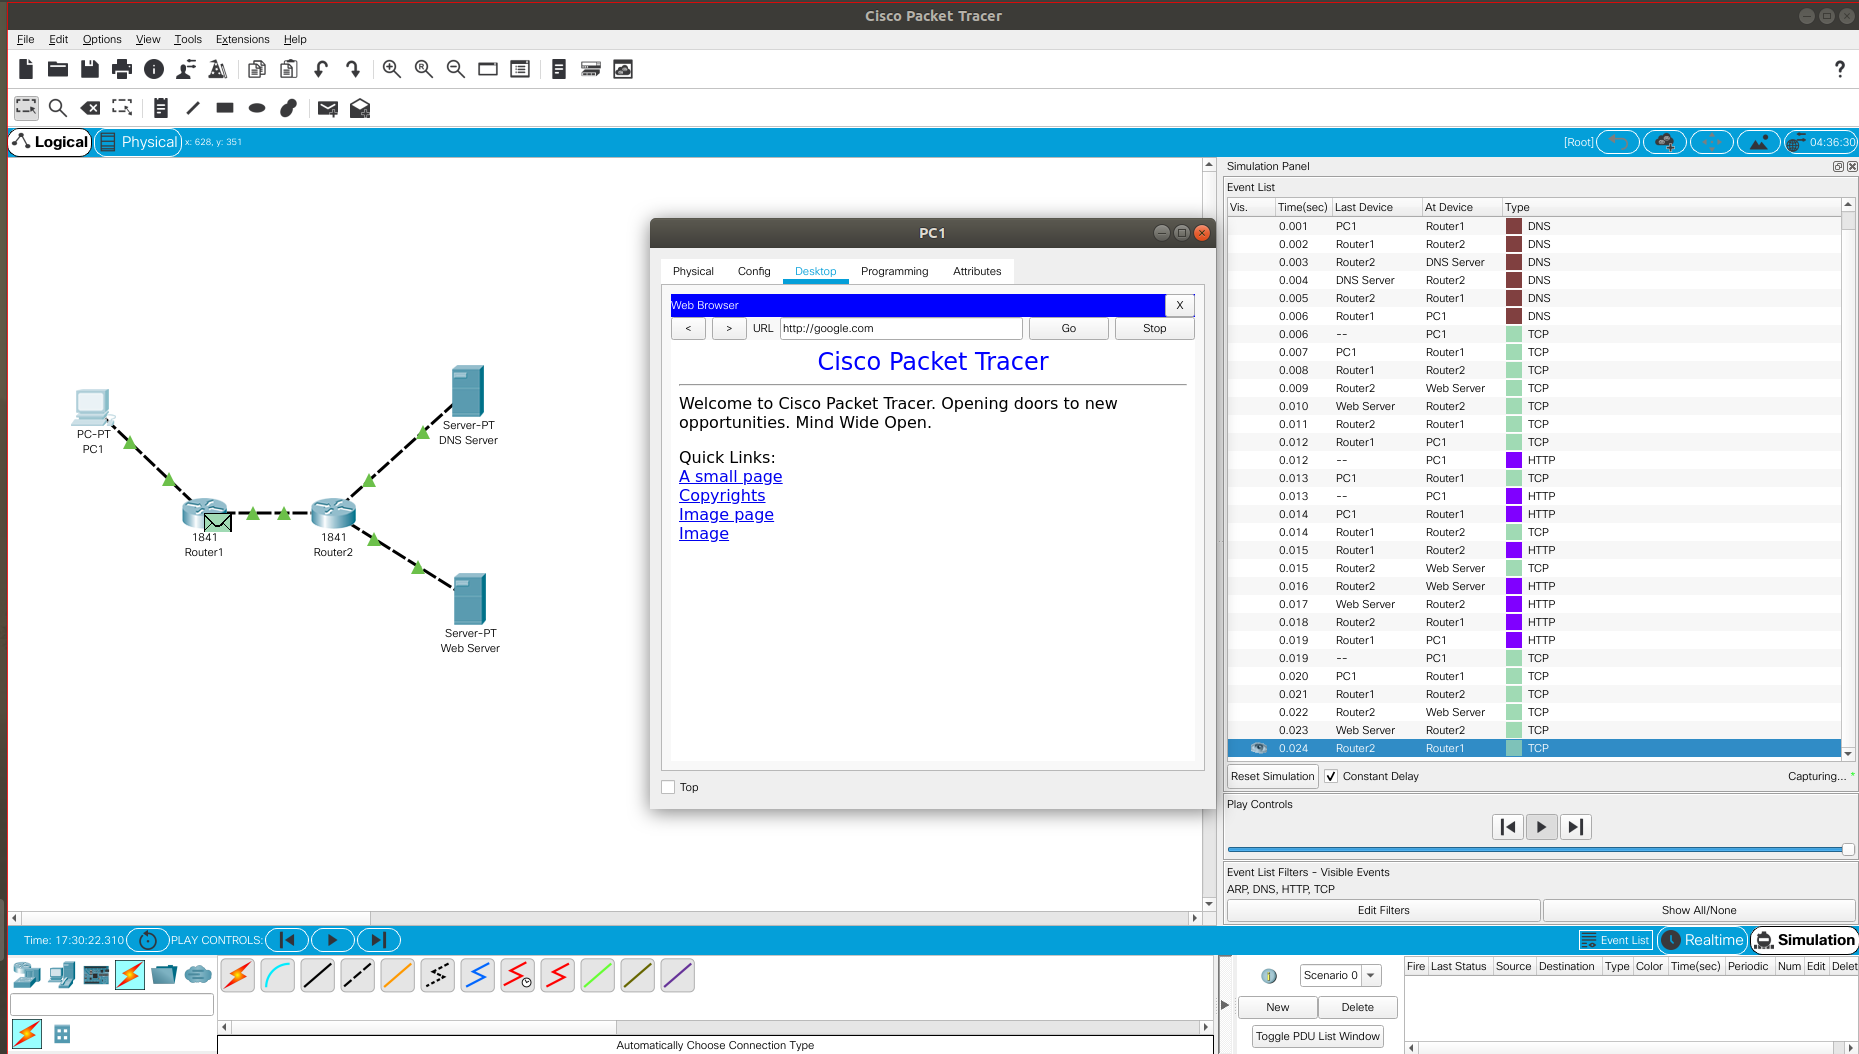 Cisco Packet Tracer
File Edit Options View Tools Extensions Help
Logical Physical x: 628, y: 351 [Root] 04:36:30
PC-PT
PC1
1841
Router1
1841
Router2
Server-PT
DNS Server
Server-PT
Web Server
PC1
Physical Config Desktop Programming Attributes
Web Browser X
< > URL http://google.com Go Stop
Cisco Packet Tracer
Welcome to Cisco Packet Tracer. Opening doors to new
opportunities. Mind Wide Open.
Quick Links:
A small page
Copyrights
Image page
Image
Top
Simulation Panel
Event List
Vis. Time(sec) Last Device At Device Type
0.001 PC1 Router1 DNS
0.002 Router1 Router2 DNS
0.003 Router2 DNS Server DNS
0.004 DNS Server Router2 DNS
0.005 Router2 Router1 DNS
0.006 Router1 PC1 DNS
0.006 -- PC1 TCP
0.007 PC1 Router1 TCP
0.008 Router1 Router2 TCP
0.009 Router2 Web Server TCP
0.010 Web Server Router2 TCP
0.011 Router2 Router1 TCP
0.012 Router1 PC1 TCP
0.012 -- PC1 HTTP
0.013 PC1 Router1 TCP
0.013 -- PC1 HTTP
0.014 PC1 Router1 HTTP
0.014 Router1 Router2 TCP
0.015 Router1 Router2 HTTP
0.015 Router2 Web Server TCP
0.016 Router2 Web Server HTTP
0.017 Web Server Router2 HTTP
0.018 Router2 Router1 HTTP
0.019 Router1 PC1 HTTP
0.019 -- PC1 TCP
0.020 PC1 Router1 TCP
0.021 Router1 Router2 TCP
0.022 Router2 Web Server TCP
0.023 Web Server Router2 TCP
0.024 Router2 Router1 TCP
Reset Simulation Constant Delay Capturing... *
Play Controls
Event List Filters - Visible Events
ARP, DNS, HTTP, TCP
Edit Filters Show All/None
Time: 17:30:22.310 PLAY CONTROLS: Event List Realtime Simulation
Automatically Choose Connection Type
Scenario 0
New Delete
Toggle PDU List Window
Fire Last Status Source Destination Type Color Time(sec) Periodic Num Edit Delet